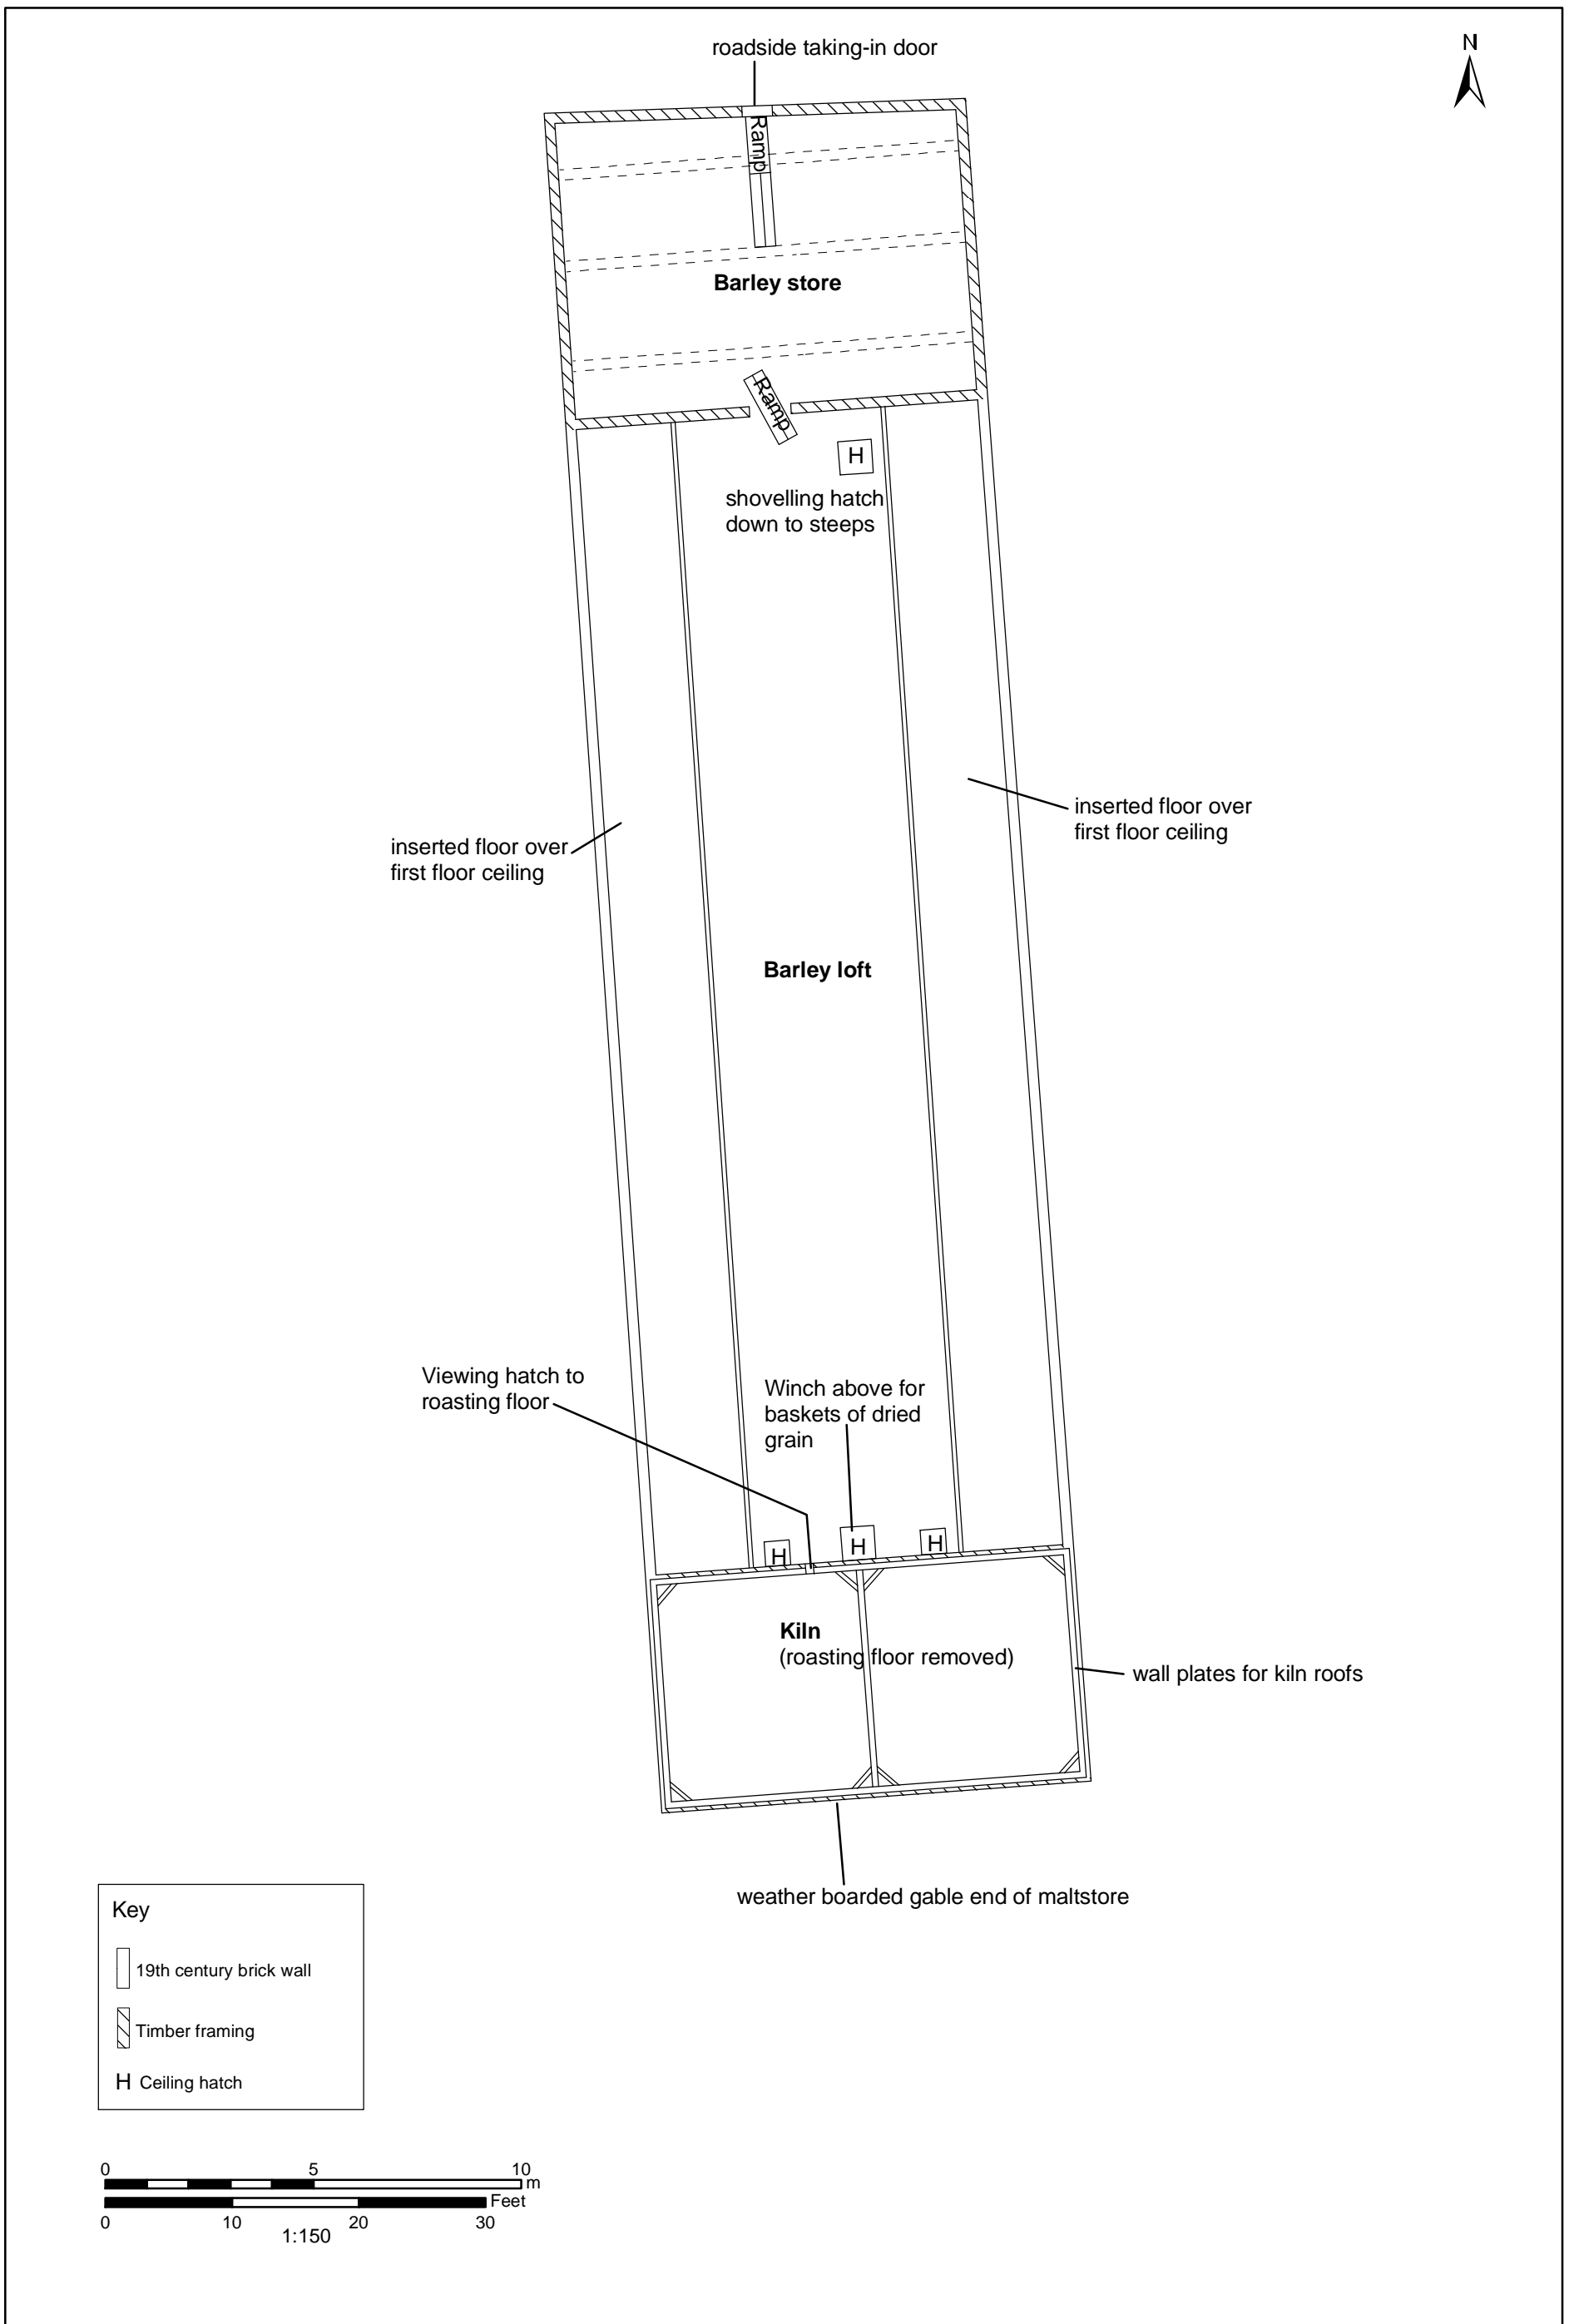 roadside taking-in door
N
Ramp
Barley store
Ramp
H
shovelling hatch
down to steeps
inserted floor over
first floor ceiling
inserted floor over
first floor ceiling
Barley loft
Viewing hatch to
roasting floor
Winch above for
baskets of dried
grain
H
H
H
Kiln
(roasting floor removed)
wall plates for kiln roofs
weather boarded gable end of maltstore
Key
19th century brick wall
Timber framing
H Ceiling hatch
0 5 10
m
Feet
0 10 20 30
1:150